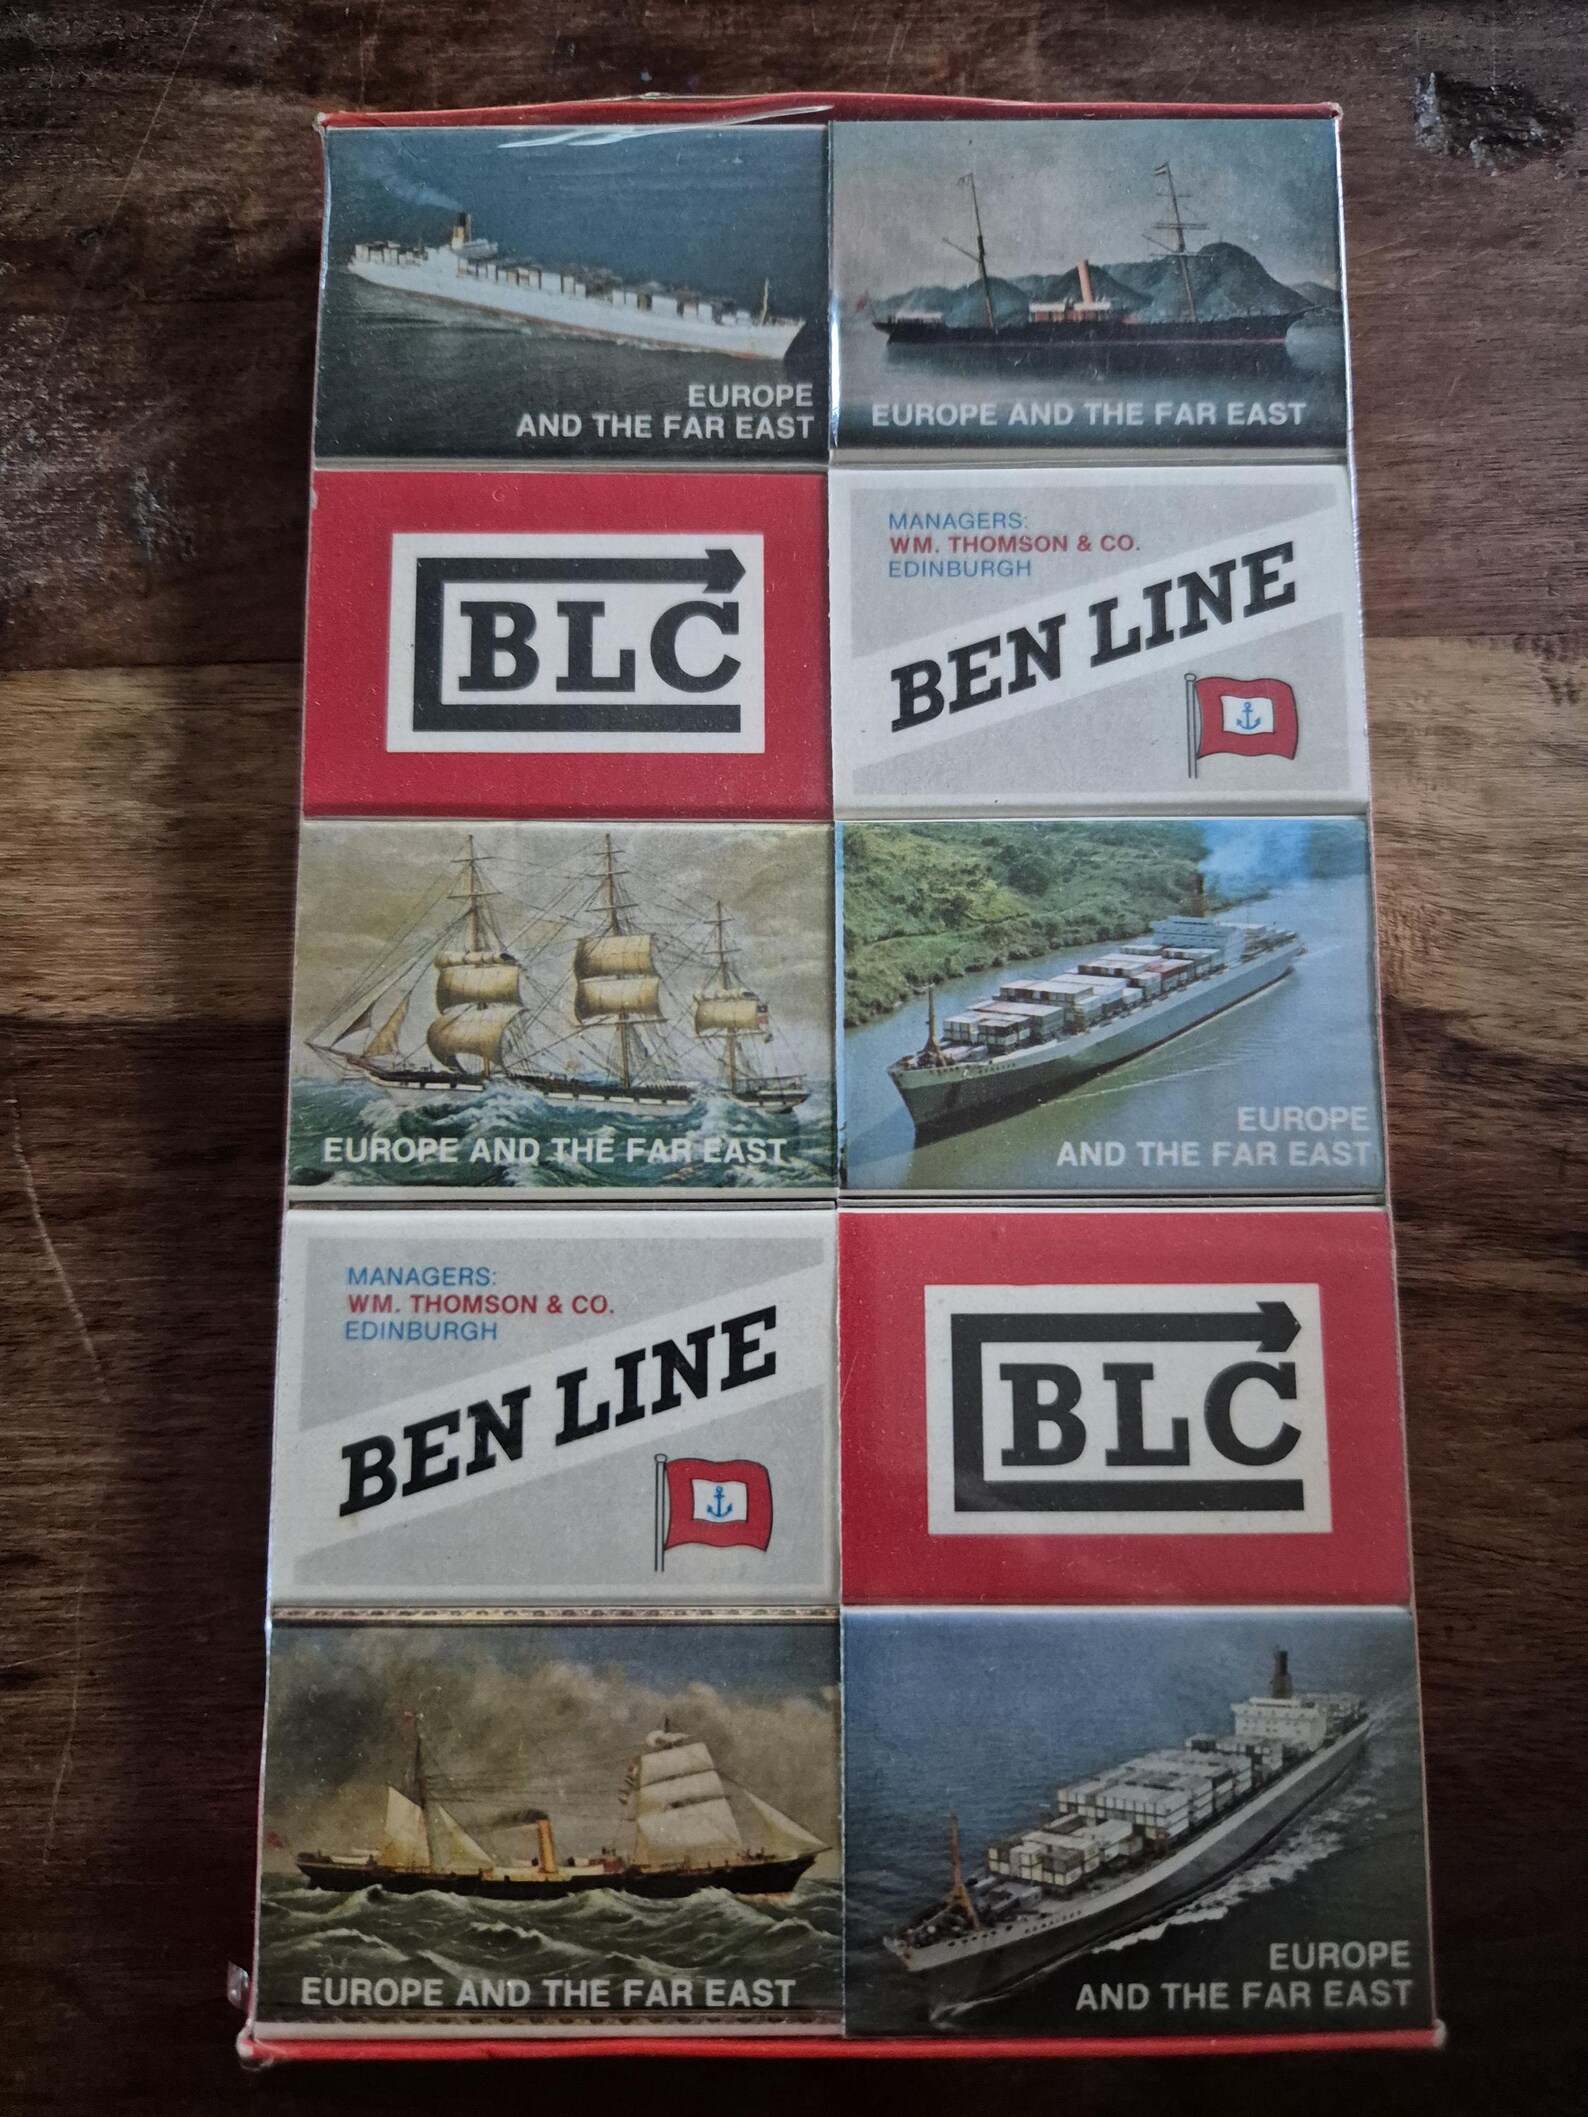 EUROPE
AND THE FAR EAST
EUROPE AND THE FAR EAST
BLC
MANAGERS:
WM. THOMSON & CO.
EDINBURGH
BEN LINE
EUROPE AND THE FAR EAST
EUROPE
AND THE FAR EAST
MANAGERS:
WM. THOMSON & CO.
EDINBURGH
BEN LINE
BLC
EUROPE AND THE FAR EAST
EUROPE
AND THE FAR EAST